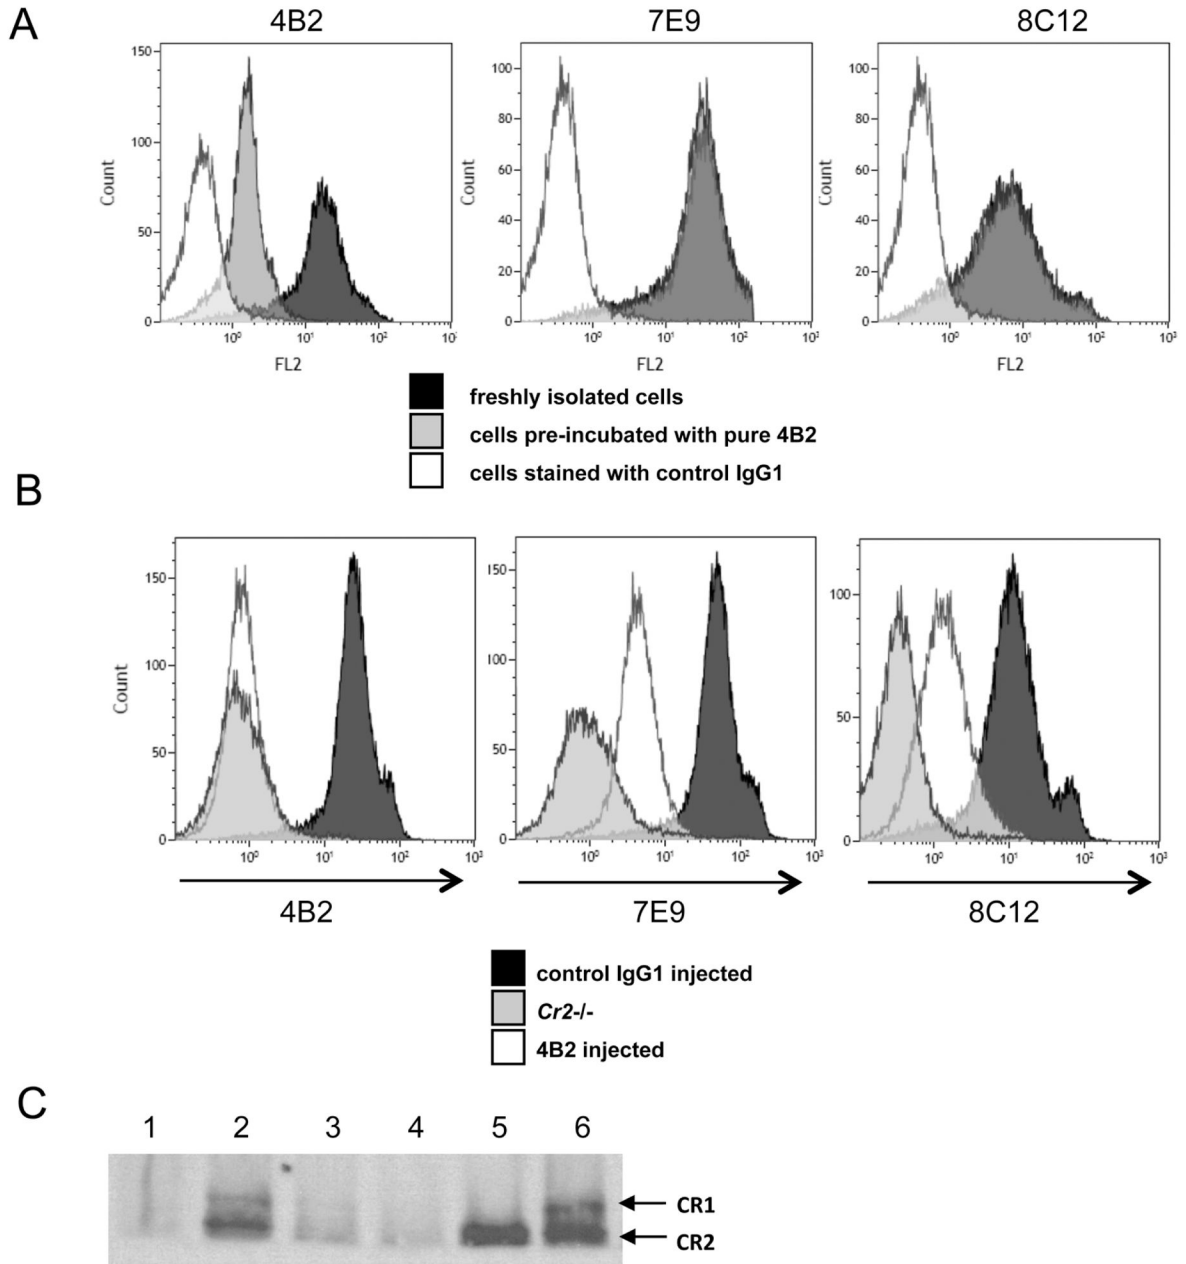 A
4B2 7E9 8C12
150 100 50 0 Count 10⁰ 10¹ 10² 10 FL2
100 80 60 40 20 0 Count 10⁰ 10¹ 10² 10³ FL2
100 80 60 40 20 0 Count 10⁰ 10¹ 10² 10³ FL2
freshly isolated cells
cells pre-incubated with pure 4B2
cells stained with control IgG1
B
150 100 50 0 Count 10⁰ 10¹ 10² 10³
150 100 50 0 10⁰ 10¹ 10² 10³
100 50 0 10⁰ 10¹ 10² 10³
4B2 7E9 8C12
control IgG1 injected
Cr2-/-
4B2 injected
C
1 2 3 4 5 6
CR1
CR2